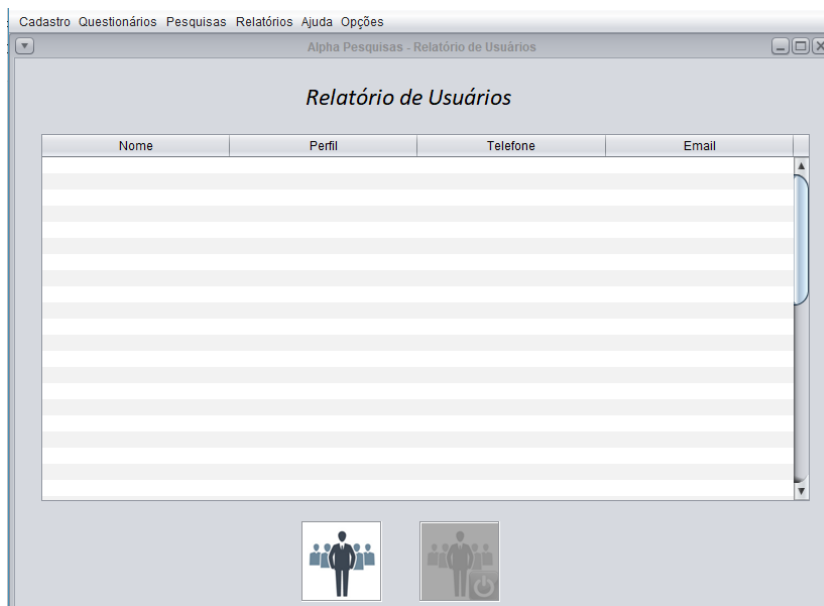 Cadastro Questionários Pesquisas Relatórios Ajuda Opções
Alpha Pesquisas - Relatório de Usuários
Relatório de Usuários
Nome Perfil Telefone Email